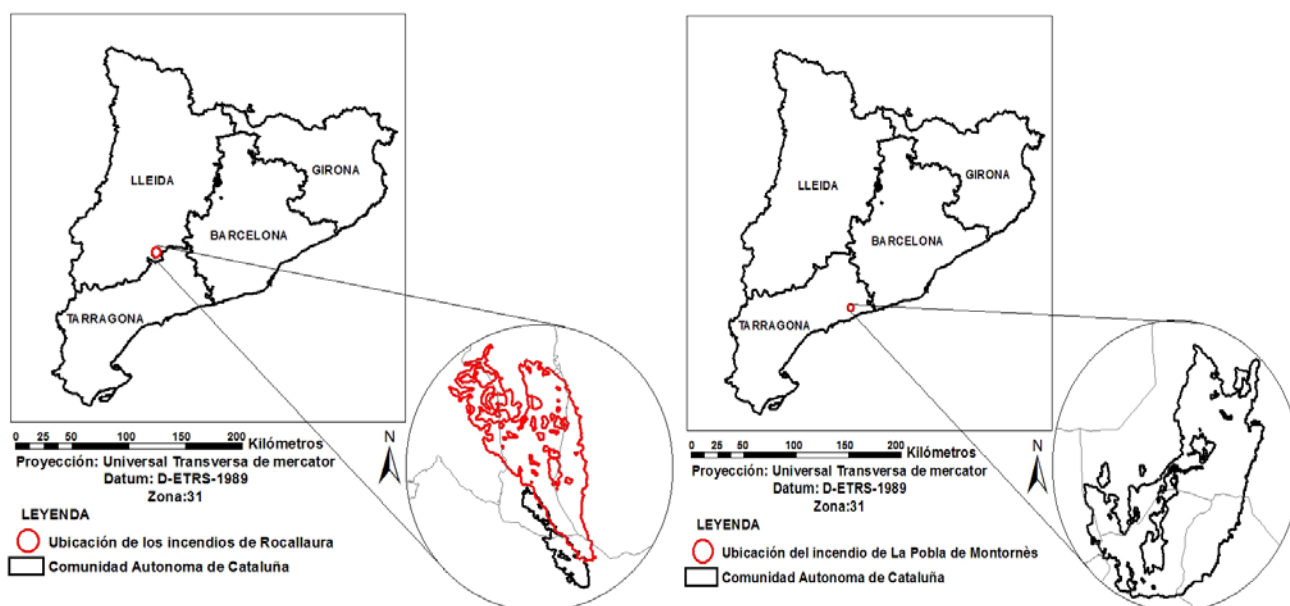 LLEIDA
GIRONA
BARCELONA
TARRAGONA
0 25 50 100 150 200 Kilómetros
N
Proyección: Universal Transversa de mercator
Datum: D-ETRS-1989
Zona:31
LEYENDA
Ubicación de los incendios de Rocallaura
Comunidad Autonoma de Cataluña
LLEIDA
GIRONA
BARCELONA
TARRAGONA
0 25 50 100 150 200 Kilómetros
N
Proyección: Universal Transversa de mercator
Datum: D-ETRS-1989
Zona:31
LEYENDA
Ubicación del incendio de La Pobla de Montornès
Comunidad Autonoma de Cataluña